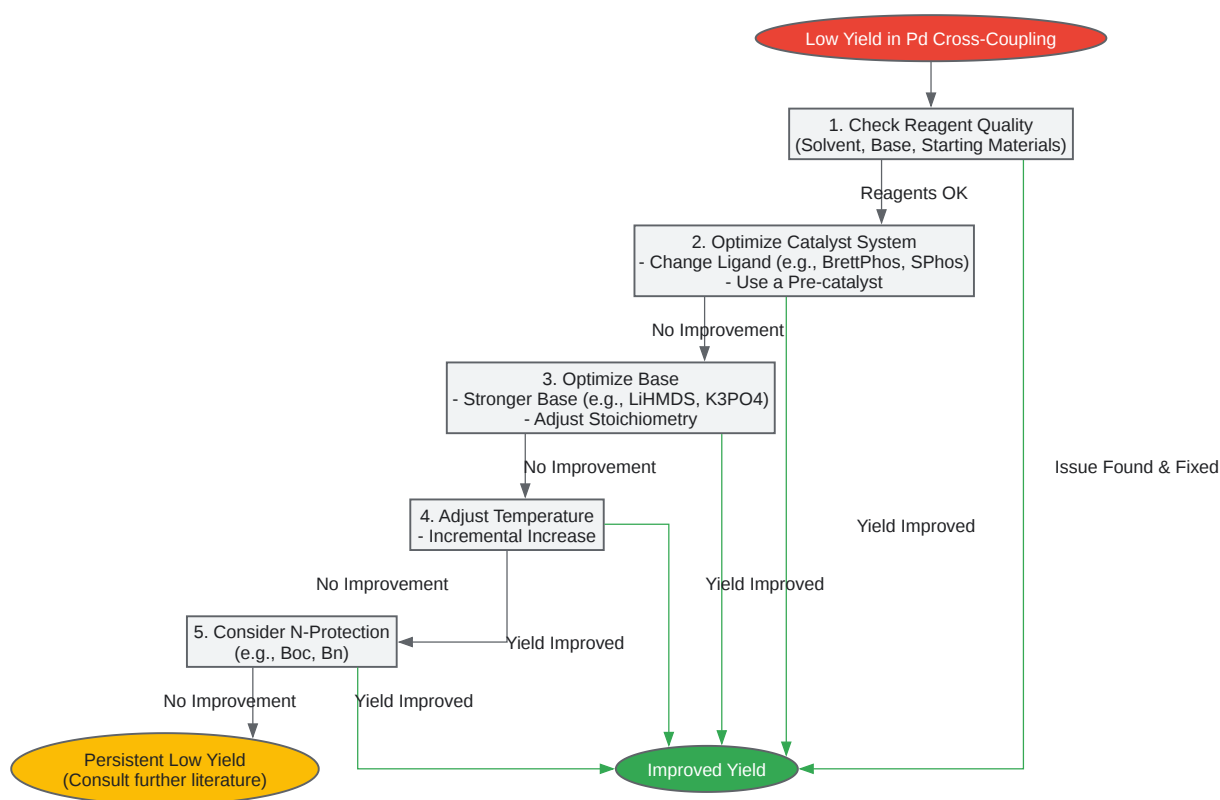 Low Yield in Pd Cross-Coupling
1. Check Reagent Quality
(Solvent, Base, Starting Materials)
Reagents OK
2. Optimize Catalyst System
- Change Ligand (e.g., BrettPhos, SPhos)
- Use a Pre-catalyst
No Improvement
3. Optimize Base
- Stronger Base (e.g., LiHMDS, K3PO4)
- Adjust Stoichiometry
No Improvement
Issue Found & Fixed
4. Adjust Temperature
- Incremental Increase
Yield Improved
No Improvement
Yield Improved
5. Consider N-Protection
(e.g., Boc, Bn)
Yield Improved
No Improvement
Yield Improved
Persistent Low Yield
(Consult further literature)
Improved Yield